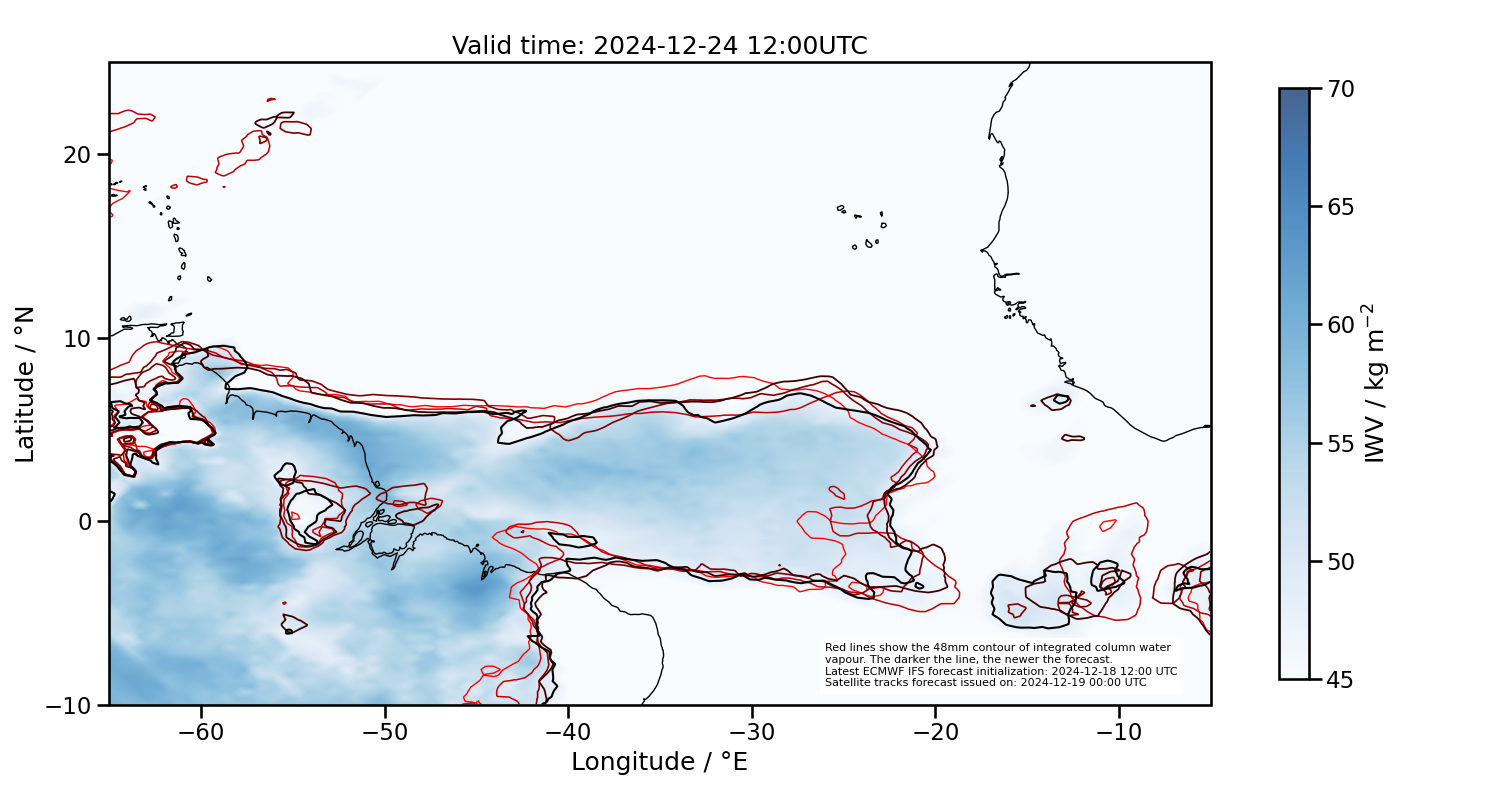 Valid time: 2024-12-24 12:00UTC
70
65
60
55
50
45
IWV / kg m⁻²
20
10
0
−10
Latitude / °N
Red lines show the 48mm contour of integrated column water
vapour. The darker the line, the newer the forecast.
Latest ECMWF IFS forecast initialization: 2024-12-18 12:00 UTC
Satellite tracks forecast issued on: 2024-12-19 00:00 UTC
−60 −50 −40 −30 −20 −10
Longitude / °E